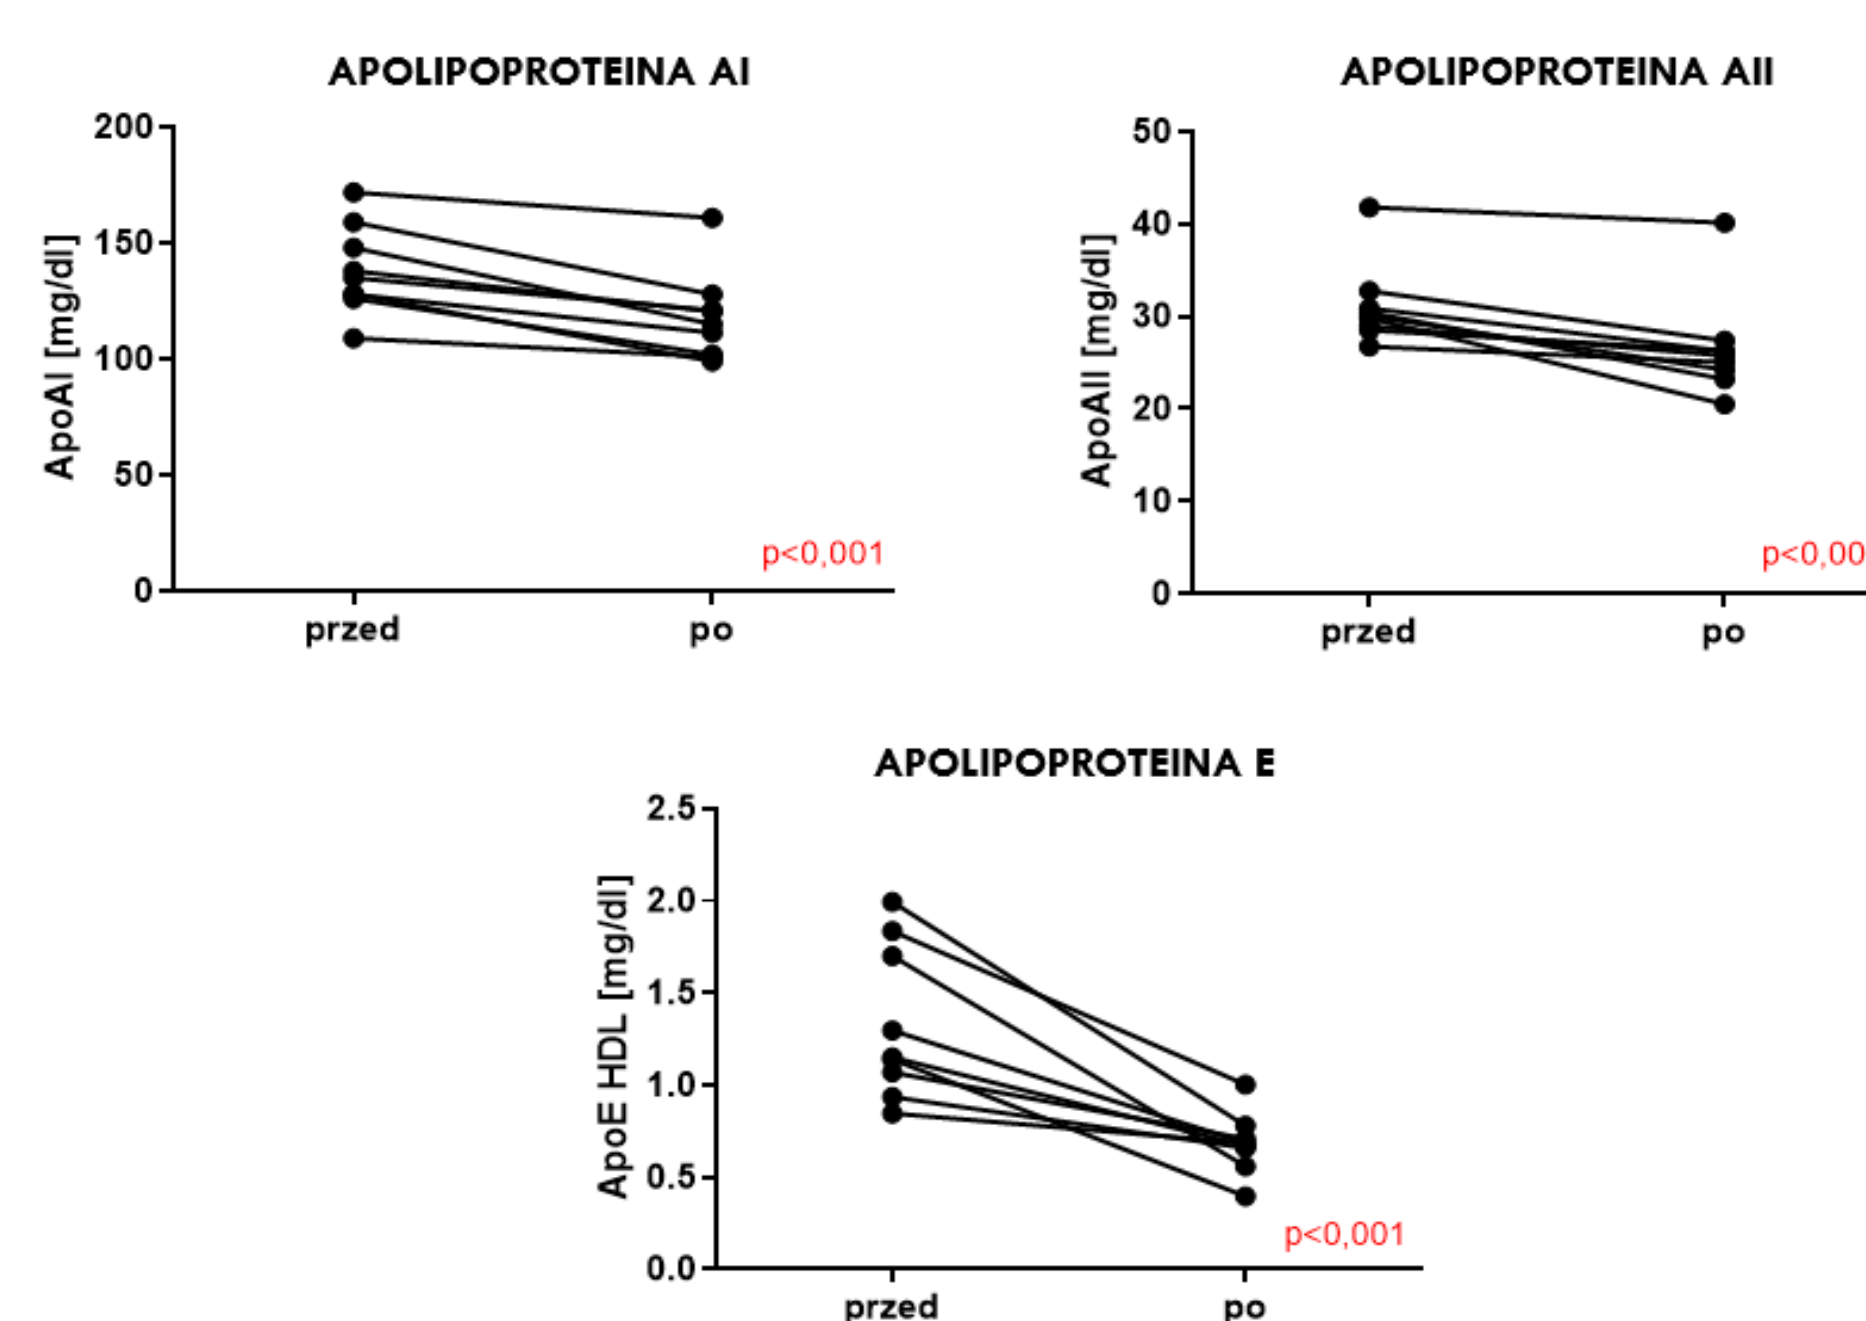 APOLIPOPROTEINA AI
200
150
100
50
0
ApoAI [mg/dl]
p<0,001
przed po
APOLIPOPROTEINA AII
50
40
30
20
10
0
ApoAII [mg/dl]
p<0,00
przed po
APOLIPOPROTEINA E
2.5
2.0
1.5
1.0
0.5
0.0
ApoE HDL [mg/dl]
p<0,001
przed po